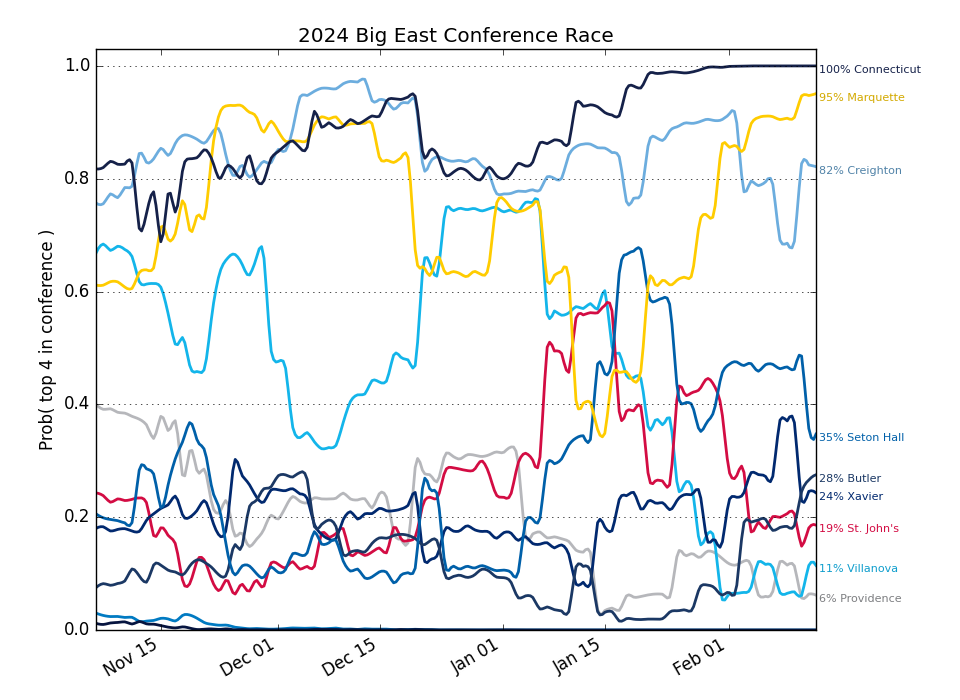 2024 Big East Conference Race
Prob( top 4 in conference )
1.0
0.8
0.6
0.4
0.2
0.0
Nov 15
Dec 01
Dec 15
Jan 01
Jan 15
Feb 01
100% Connecticut
95% Marquette
82% Creighton
35% Seton Hall
28% Butler
24% Xavier
19% St. John's
11% Villanova
6% Providence